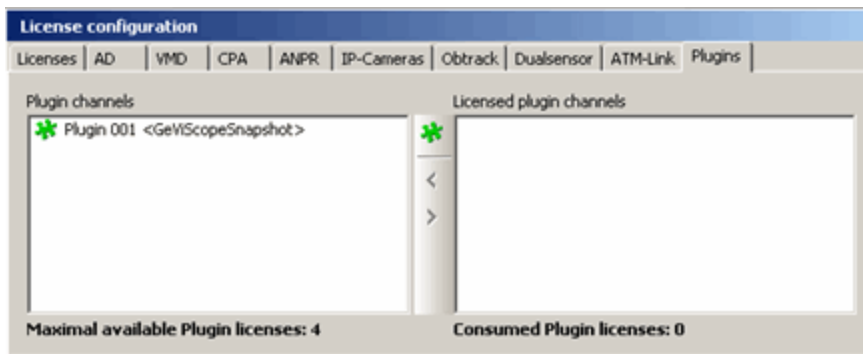 License configuration
Licenses AD VMD CPA ANPR IP-Cameras Obtrack Dualsensor ATM-Link Plugins
Plugin channels Licensed plugin channels
Plugin 001 <GeViScopeSnapshot>
<
>
Maximal available Plugin licenses: 4 Consumed Plugin licenses: 0